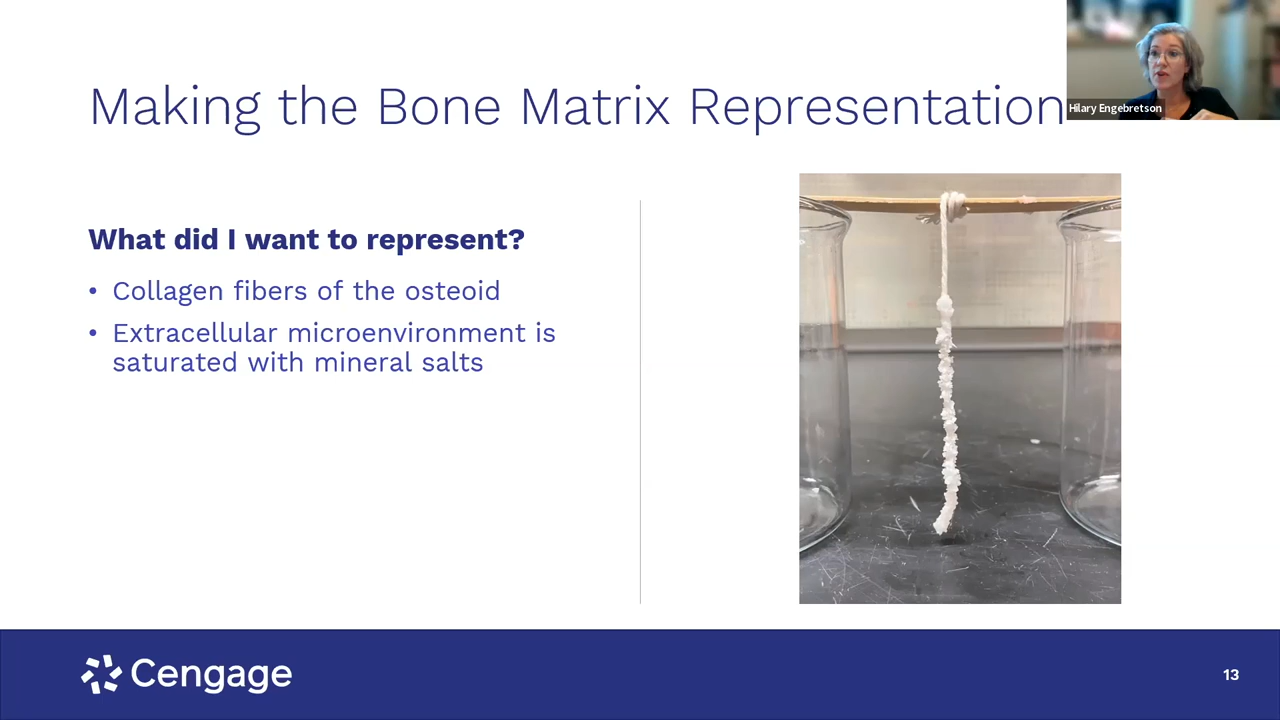 Making the Bone Matrix Representation
Hilary Engebretson
What did I want to represent?
• Collagen fibers of the osteoid
• Extracellular microenvironment is
saturated with mineral salts
Cengage
13